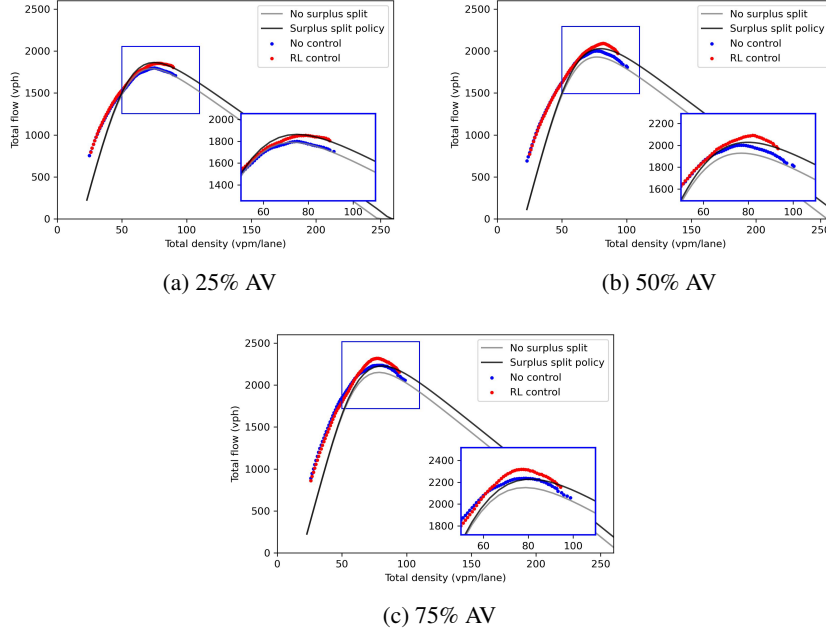 No surplus split
Surplus split policy
No control
RL control
Total flow (vph)
2500
2000
1500
1000
500
0
2000
1800
1600
1400
60
80
100
0
50
100
150
200
250
Total density (vpm/lane)
(a) 25% AV
No surplus split
Surplus split policy
No control
RL control
Total flow (vph)
2500
2000
1500
1000
500
0
2200
2000
1800
1600
60
80
100
0
50
100
150
200
250
Total density (vpm/lane)
(b) 50% AV
No surplus split
Surplus split policy
No control
RL control
Total flow (vph)
2500
2000
1500
1000
500
0
2400
2200
2000
1800
60
80
100
0
50
100
150
200
250
Total density (vpm/lane)
(c) 75% AV